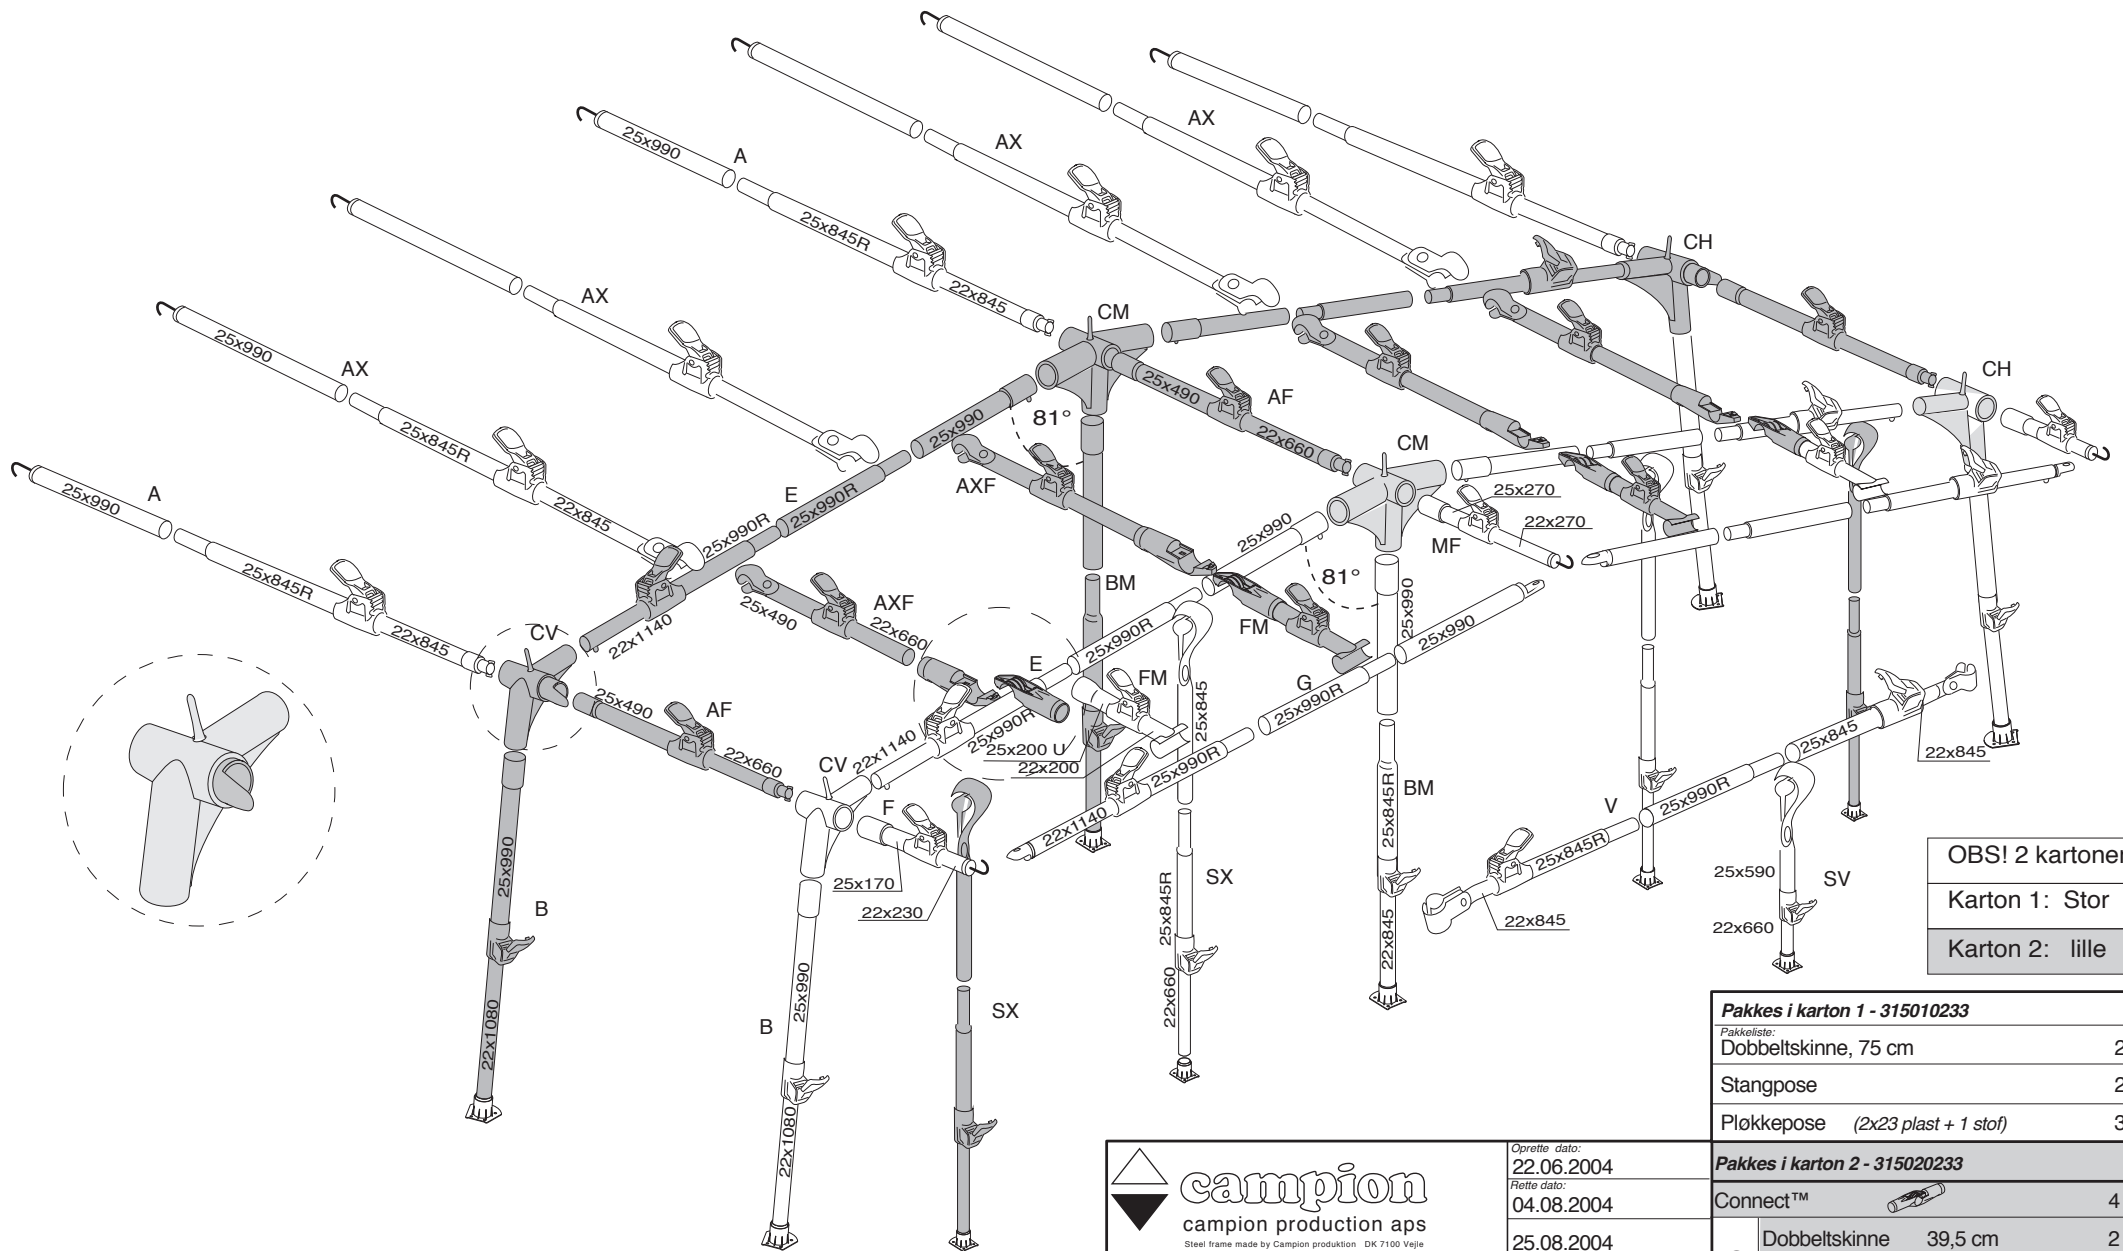 AX
CH
AX
25x990
A
25x845R
22x845
AX
CM
CH
25x490
AF
22x660
25x990
81°
CM
25x990
AX
25x845R
22x845
E
25x990R
25x990R
AXF
25x990
25x270
22x270
MF
A
25x990
25x845R
22x845
CV
22x1140
25x490
AXF
22x660
BM
81°
25x990
FM
25x990
25x990R
E
FM
G
25x990R
25x490
AF
22x660
CV
22x1140
25x990R
25x200 U
22x200
25x845
25x990R
22x1140
F
25x170
22x230
25x990
B
22x1080
25x990
B
22x1080
SX
SX
25x845R
22x660
BM
25x845R
22x845
V
25x990R
25x845
22x845
25x845R
22x845
25x590
SV
22x660
OBS! 2 kartoner
Karton 1: Stor
Karton 2: lille
Pakkes i karton 1 - 315010233
Pakkeliste:
Dobbeltskinne, 75 cm 2
Stangpose 2
Pløkkepose (2x23 plast + 1 stof) 3
Pakkes i karton 2 - 315020233
Connect™ 4
Dobbeltskinne 39,5 cm 2
campion
campion production aps
Steel frame made by Campion produktion DK 7100 Vejle
Oprette dato:
22.06.2004
Rette dato:
04.08.2004
25.08.2004